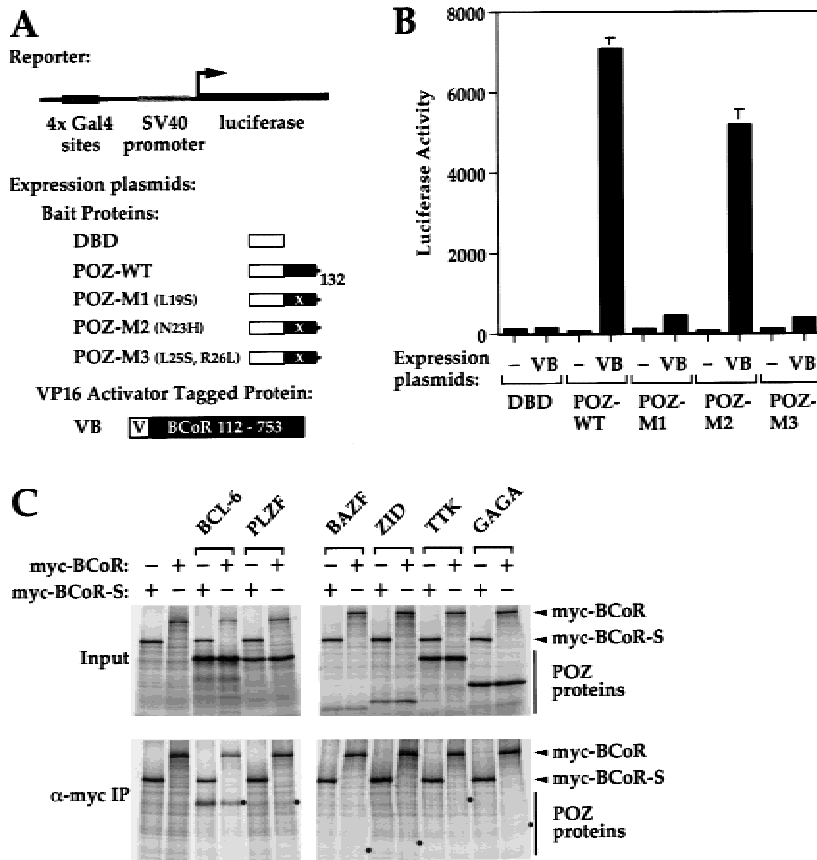 A
Reporter:
4x Gal4 SV40 luciferase
sites promoter
Expression plasmids:
Bait Proteins:
DBD
POZ-WT 132
POZ-M1 (L19S) X
POZ-M2 (N23H) X
POZ-M3 (L25S, R26L) X
VP16 Activator Tagged Protein:
VB V BCoR 112 - 753
B
Luciferase Activity
8000
6000
4000
2000
0
Expression plasmids: – VB – VB – VB – VB – VB
DBD POZ-WT POZ-M1 POZ-M2 POZ-M3
C
BCL-6 PLZF BAZF ZID TTK GAGA
myc-BCoR: – + – + – + – + – + – + – +
myc-BCoR-S: + – + – + – + – + – + – + –
Input
myc-BCoR
myc-BCoR-S
POZ
proteins
α-myc IP
myc-BCoR
myc-BCoR-S
POZ
proteins